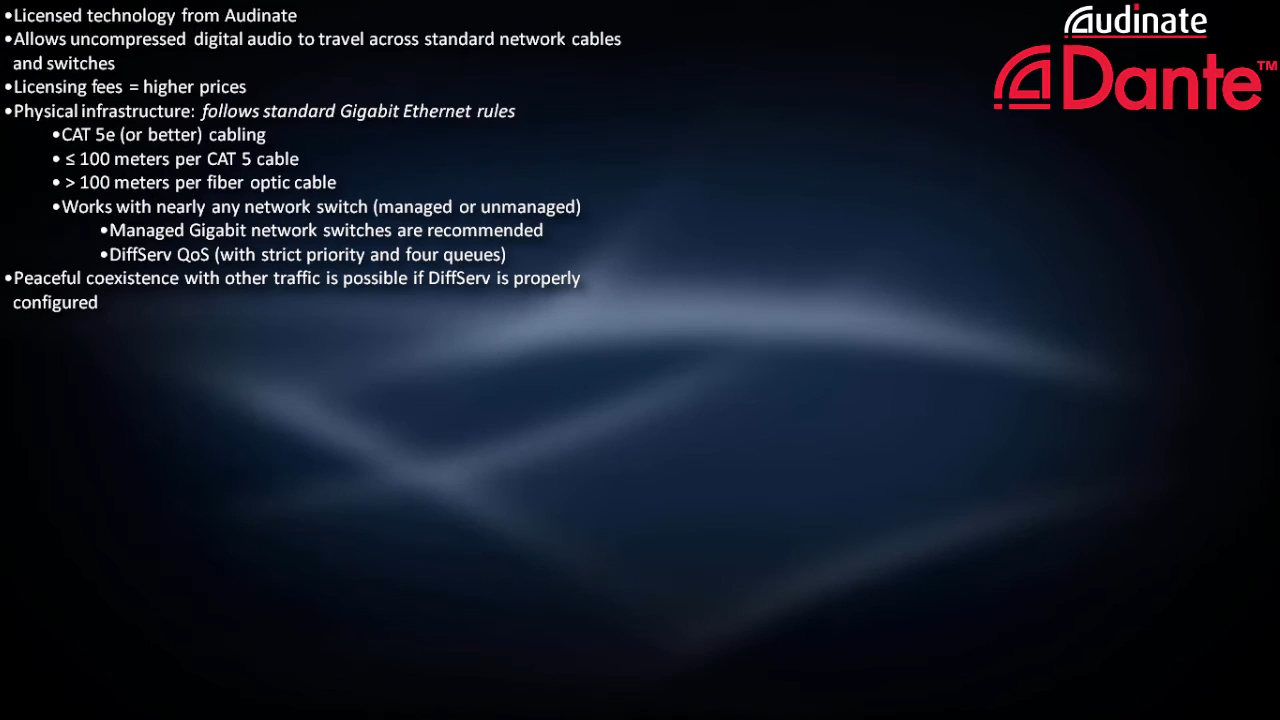 •Licensed technology from Audinate
•Allows uncompressed digital audio to travel across standard network cables
and switches
•Licensing fees = higher prices
•Physical infrastructure: follows standard Gigabit Ethernet rules
•CAT 5e (or better) cabling
• ≤ 100 meters per CAT 5 cable
• > 100 meters per fiber optic cable
•Works with nearly any network switch (managed or unmanaged)
•Managed Gigabit network switches are recommended
•DiffServ QoS (with strict priority and four queues)
•Peaceful coexistence with other traffic is possible if DiffServ is properly
configured
Audinate
Dante™